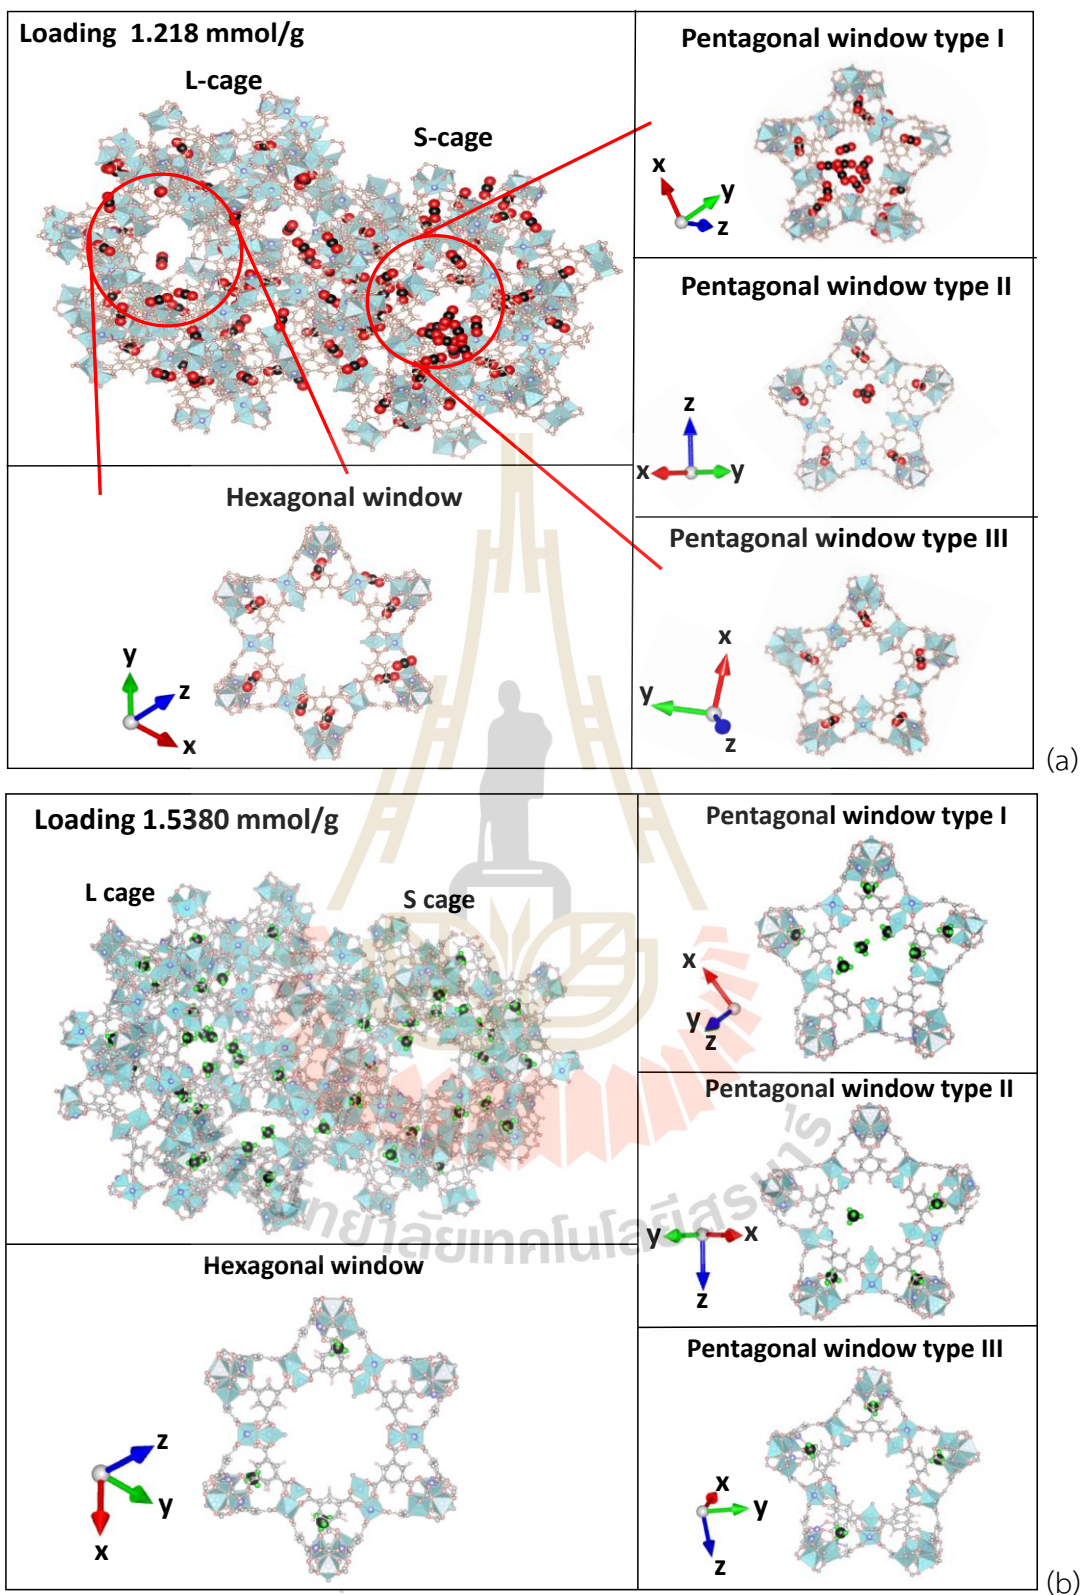 Loading 1.218 mmol/g
L-cage
S-cage
Pentagonal window type I
x
y
z
Pentagonal window type II
z
x
y
Pentagonal window type III
x
y
z
Hexagonal window
y
z
x
(a)
Loading 1.5380 mmol/g
L cage
S cage
Pentagonal window type I
x
y
z
Pentagonal window type II
y
x
z
Pentagonal window type III
x
y
z
Hexagonal window
z
y
x
(b)